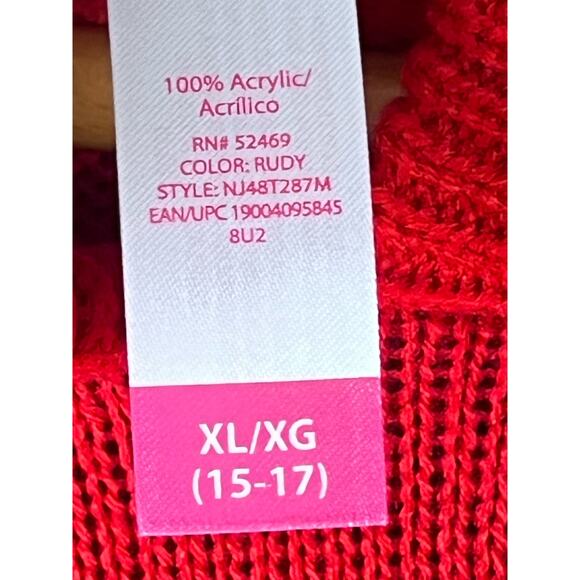 100% Acrylic/
Acrílico
RN# 52469
COLOR: RUDY
STYLE: NJ48T287M
EAN/UPC 19004095845
8U2
XL/XG
(15-17)